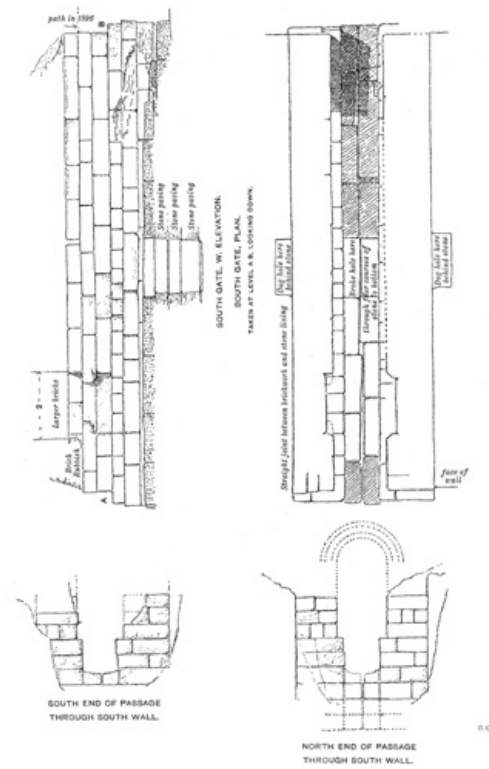 path in 1896
B
Stone paving
Stone paving
Stone paving
SOUTH GATE, W. ELEVATION.
SOUTH GATE, PLAN.
TAKEN AT LEVEL A B, LOOKING DOWN.
2
Larger bricks
Brick
Rubbish
A
Straight joint between brickwork and stone lining
Dug hole here
behind stone
Broke hole here
through four courses of
stone to bottom
Dug hole here
behind stone
face of
wall
SOUTH END OF PASSAGE
THROUGH SOUTH WALL.
NORTH END OF PASSAGE
THROUGH SOUTH WALL.